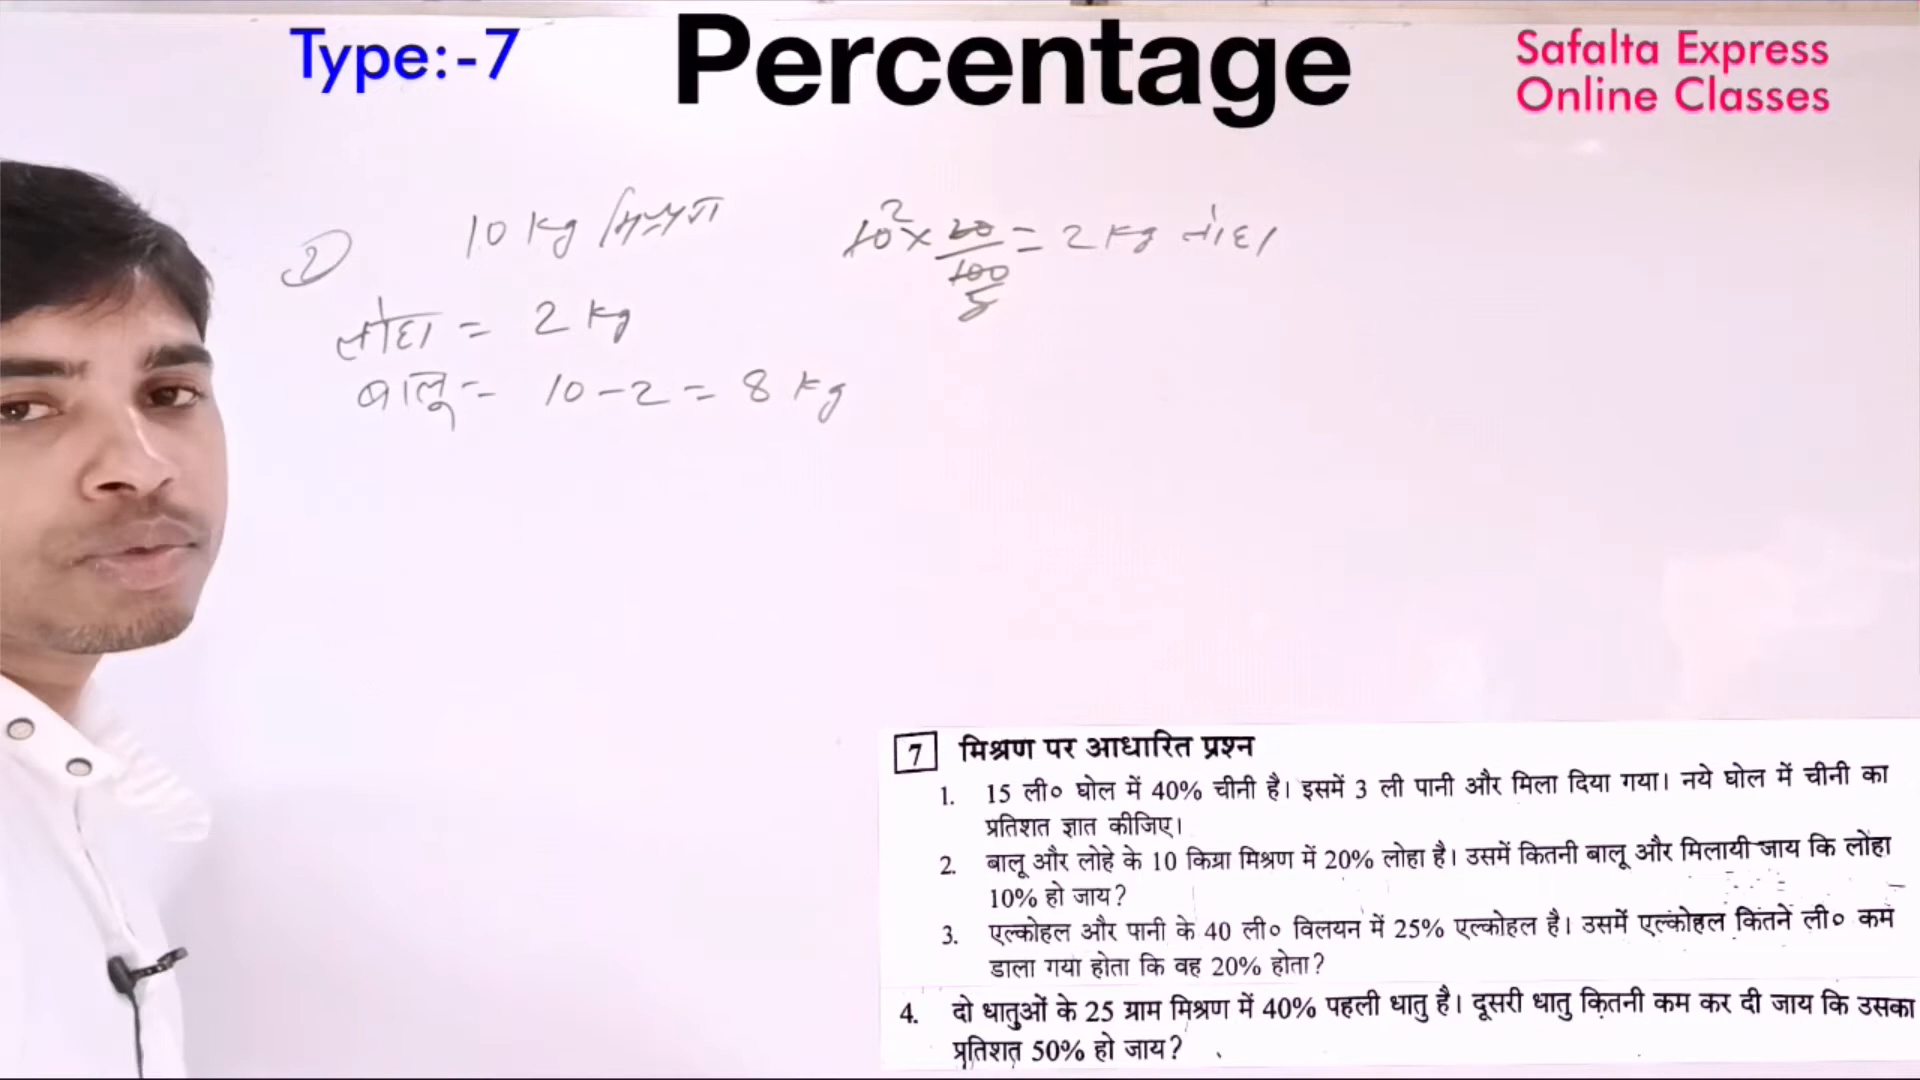 Type:-7
Percentage
Safalta Express
Online Classes
② 10 kg मिश्रण
10² × 20/100 5 = 2 kg लोहा
लोहा = 2 kg
बालू = 10 - 2 = 8 kg
7 मिश्रण पर आधारित प्रश्न
1. 15 ली० घोल में 40% चीनी है। इसमें 3 ली पानी और मिला दिया गया। नये घोल में चीनी का
प्रतिशत ज्ञात कीजिए।
2. बालू और लोहे के 10 किग्रा मिश्रण में 20% लोहा है। उसमें कितनी बालू और मिलायी जाय कि लोहा
10% हो जाय?
3. एल्कोहल और पानी के 40 ली० विलयन में 25% एल्कोहल है। उसमें एल्कोहल कितने ली० कम
डाला गया होता कि वह 20% होता?
4. दो धातुओं के 25 ग्राम मिश्रण में 40% पहली धातु है। दूसरी धातु कितनी कम कर दी जाय कि उसका
प्रतिशत 50% हो जाय?